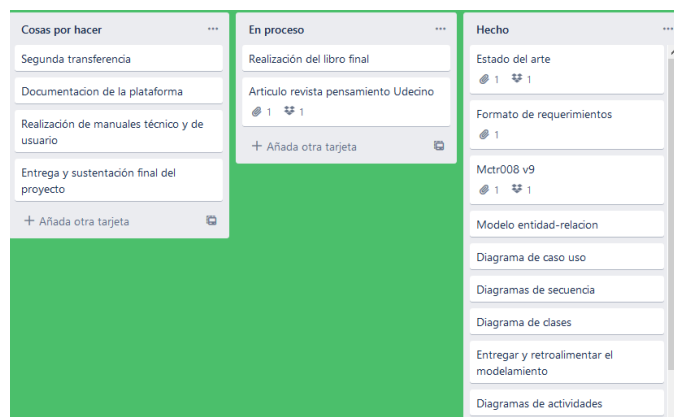 Cosas por hacer
Segunda transferencia
Documentacion de la plataforma
Realización de manuales técnico y de
usuario
Entrega y sustentación final del
proyecto
+ Añada otra tarjeta
En proceso
Realización del libro final
Articulo revista pensamiento Udecino
1 1
+ Añada otra tarjeta
Hecho
Estado del arte
1 1
Formato de requerimientos
1
Mctr008 v9
1 1
Modelo entidad-relacion
Diagrama de caso uso
Diagramas de secuencia
Diagrama de clases
Entregar y retroalimentar el
modelamiento
Diagramas de actividades